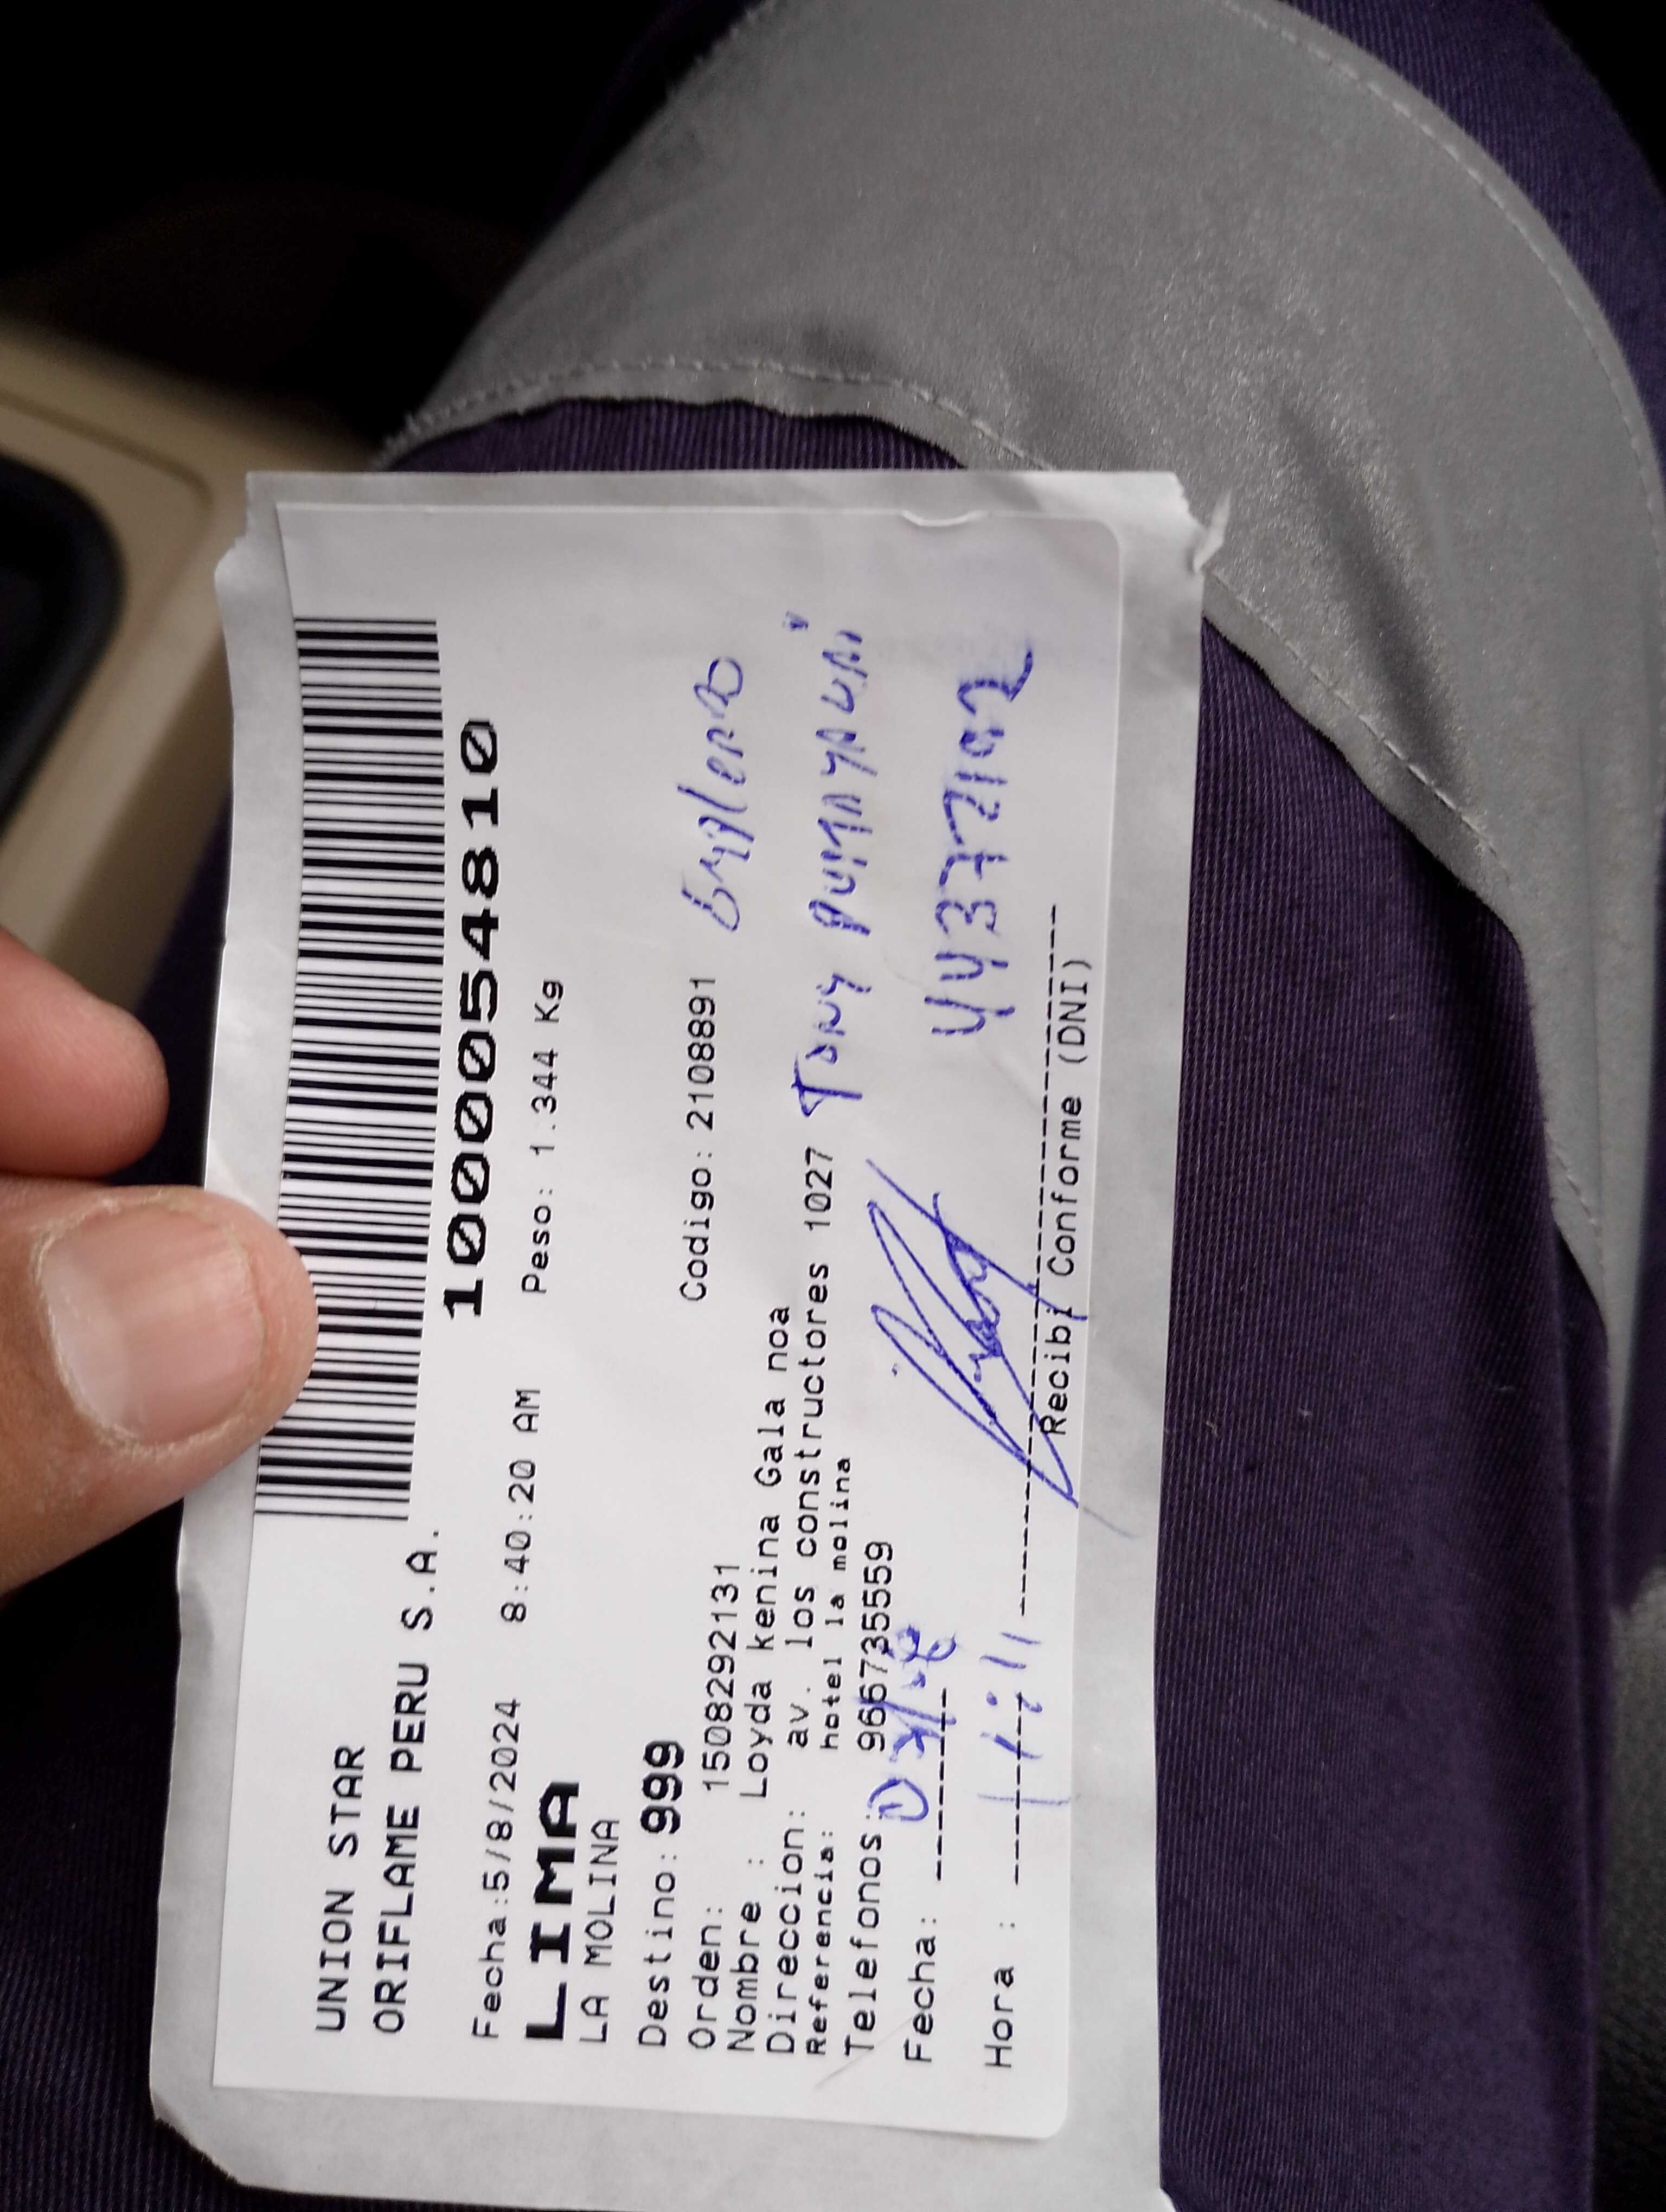 UNION STAR
ORIFLAME PERU S.A.
10000054810
Fecha:5/8/2024 8:40:20 AM Peso: 1.344 Kg
LIMA
LA MOLINA
Destino: 999
Orden: 1508292131 Codigo: 2108891
Nombre : Loyda kenina Gala noa
Direccion: av. los constructores 1027
Referencia: hotel la molina
Telefonos: 966735559
Tony
Fecha:
Hora :
Recibi Conforme (DNI)